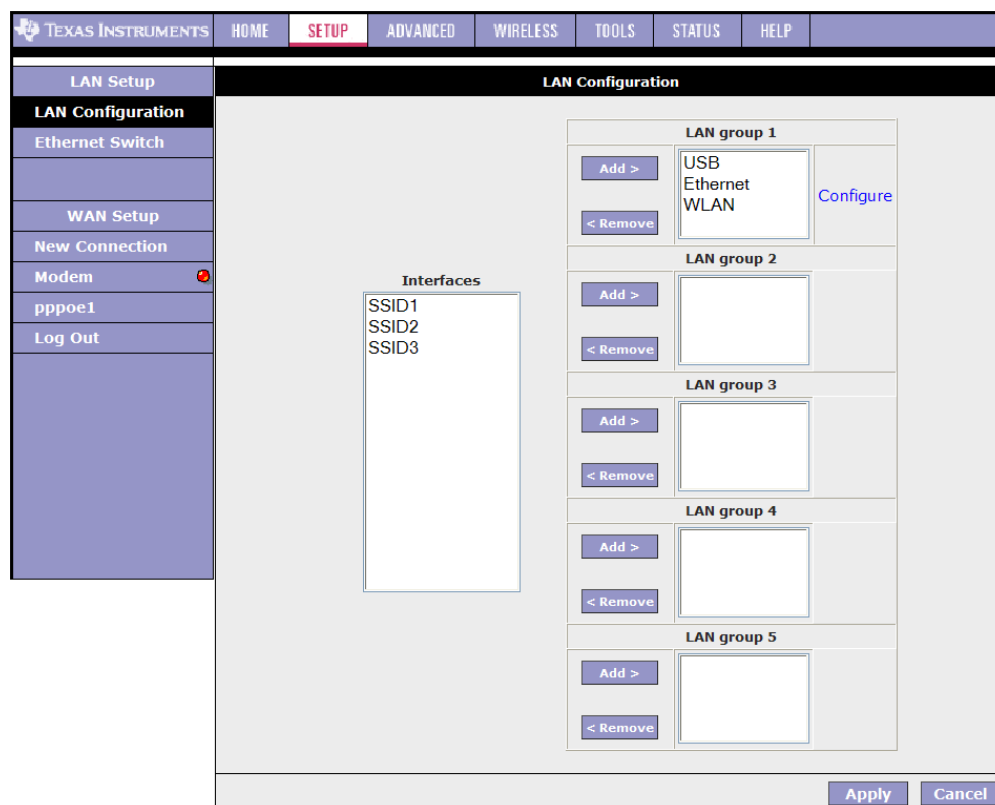 TEXAS INSTRUMENTS HOME SETUP ADVANCED WIRELESS TOOLS STATUS HELP
LAN Setup
LAN Configuration
Ethernet Switch
WAN Setup
New Connection
Modem
pppoe1
Log Out
LAN Configuration
Interfaces
SSID1
SSID2
SSID3
LAN group 1
Add >
< Remove
USB
Ethernet
WLAN
Configure
LAN group 2
Add >
< Remove
LAN group 3
Add >
< Remove
LAN group 4
Add >
< Remove
LAN group 5
Add >
< Remove
Apply Cancel